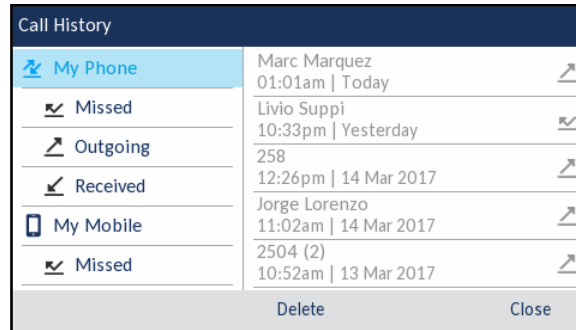 Call History
My Phone
Missed
Outgoing
Received
My Mobile
Missed
Marc Marquez
01:01am | Today
Livio Suppi
10:33pm | Yesterday
258
12:26pm | 14 Mar 2017
Jorge Lorenzo
11:02am | 14 Mar 2017
2504 (2)
10:52am | 13 Mar 2017
Delete
Close